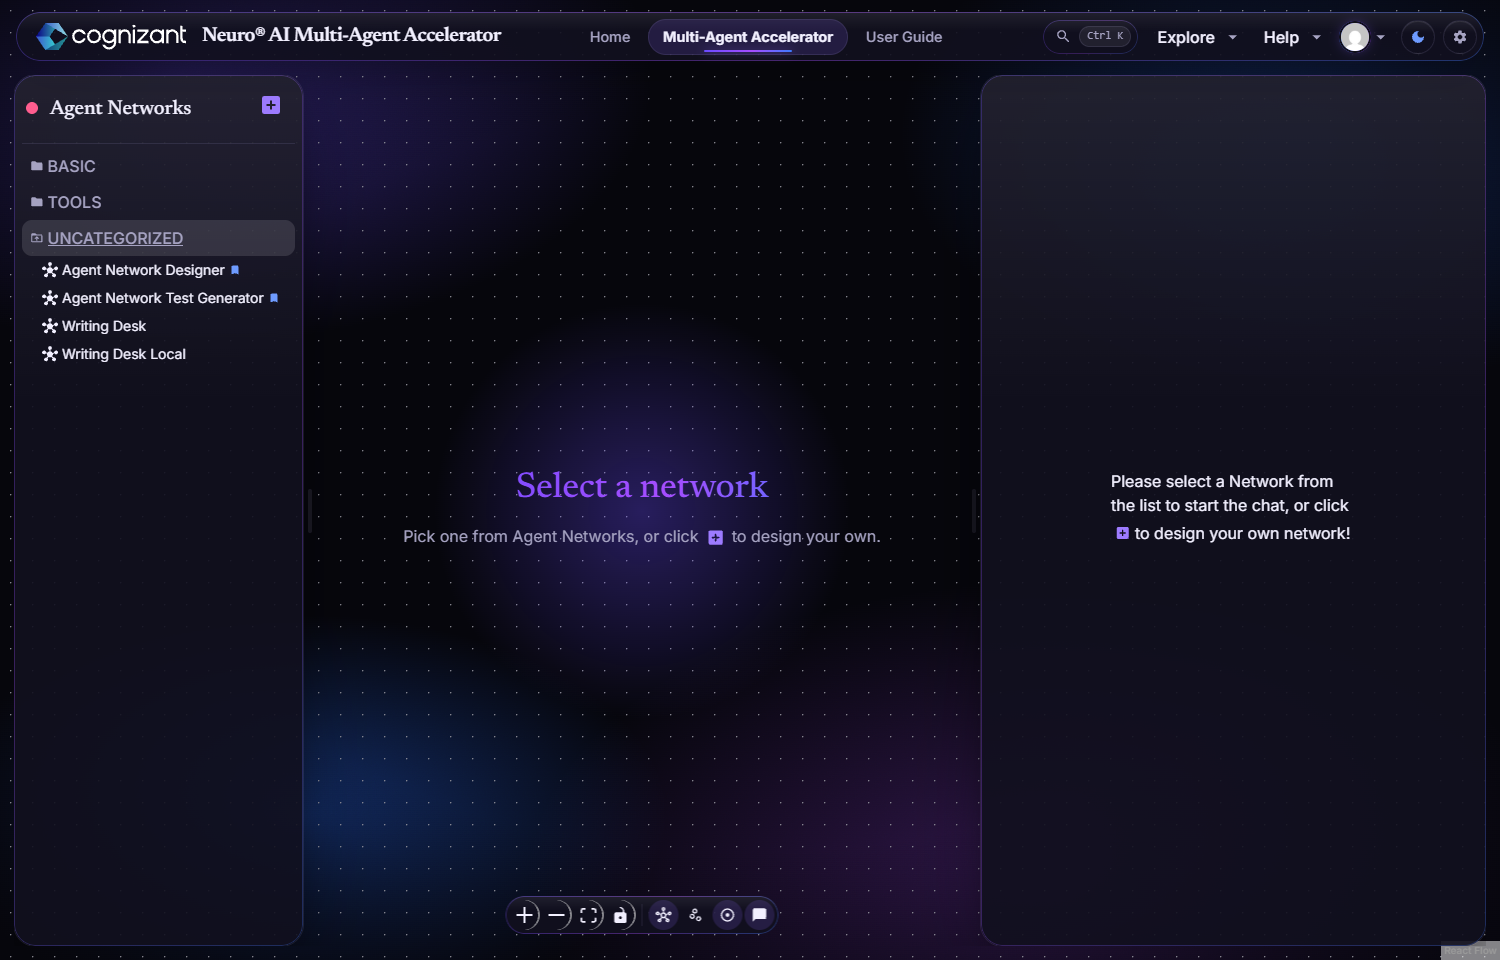 cognizant
Neuro® AI Multi-Agent Accelerator
Home
Multi-Agent Accelerator
User Guide
Ctrl K
Explore
Help
Agent Networks
BASIC
TOOLS
UNCATEGORIZED
Agent Network Designer
Agent Network Test Generator
Writing Desk
Writing Desk Local
Select a network
Pick one from Agent Networks, or click to design your own.
Please select a Network from
the list to start the chat, or click
to design your own network!
React Flow